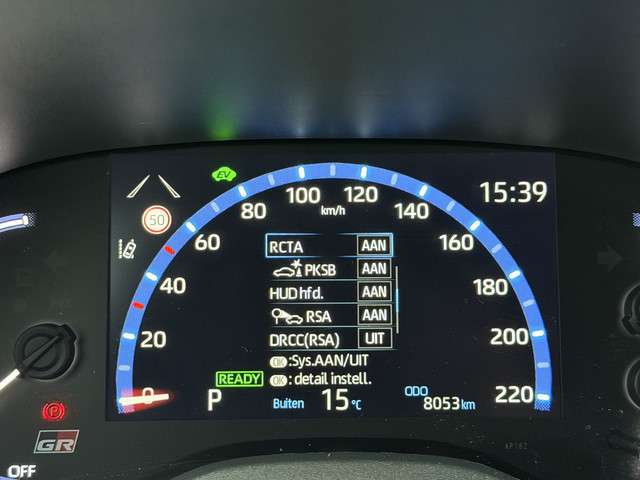 EV
15:39
100
120
km/h
80
140
50
60
160
RCTA AAN
PKSB AAN
40
HUD hfd. AAN
180
RSA AAN
20
DRCC(RSA) UIT
200
OK :Sys.AAN/UIT
READY
OK : detail instell.
0
P
Buiten 15 °C
ODO
8053 km
220
P
GR
OFF